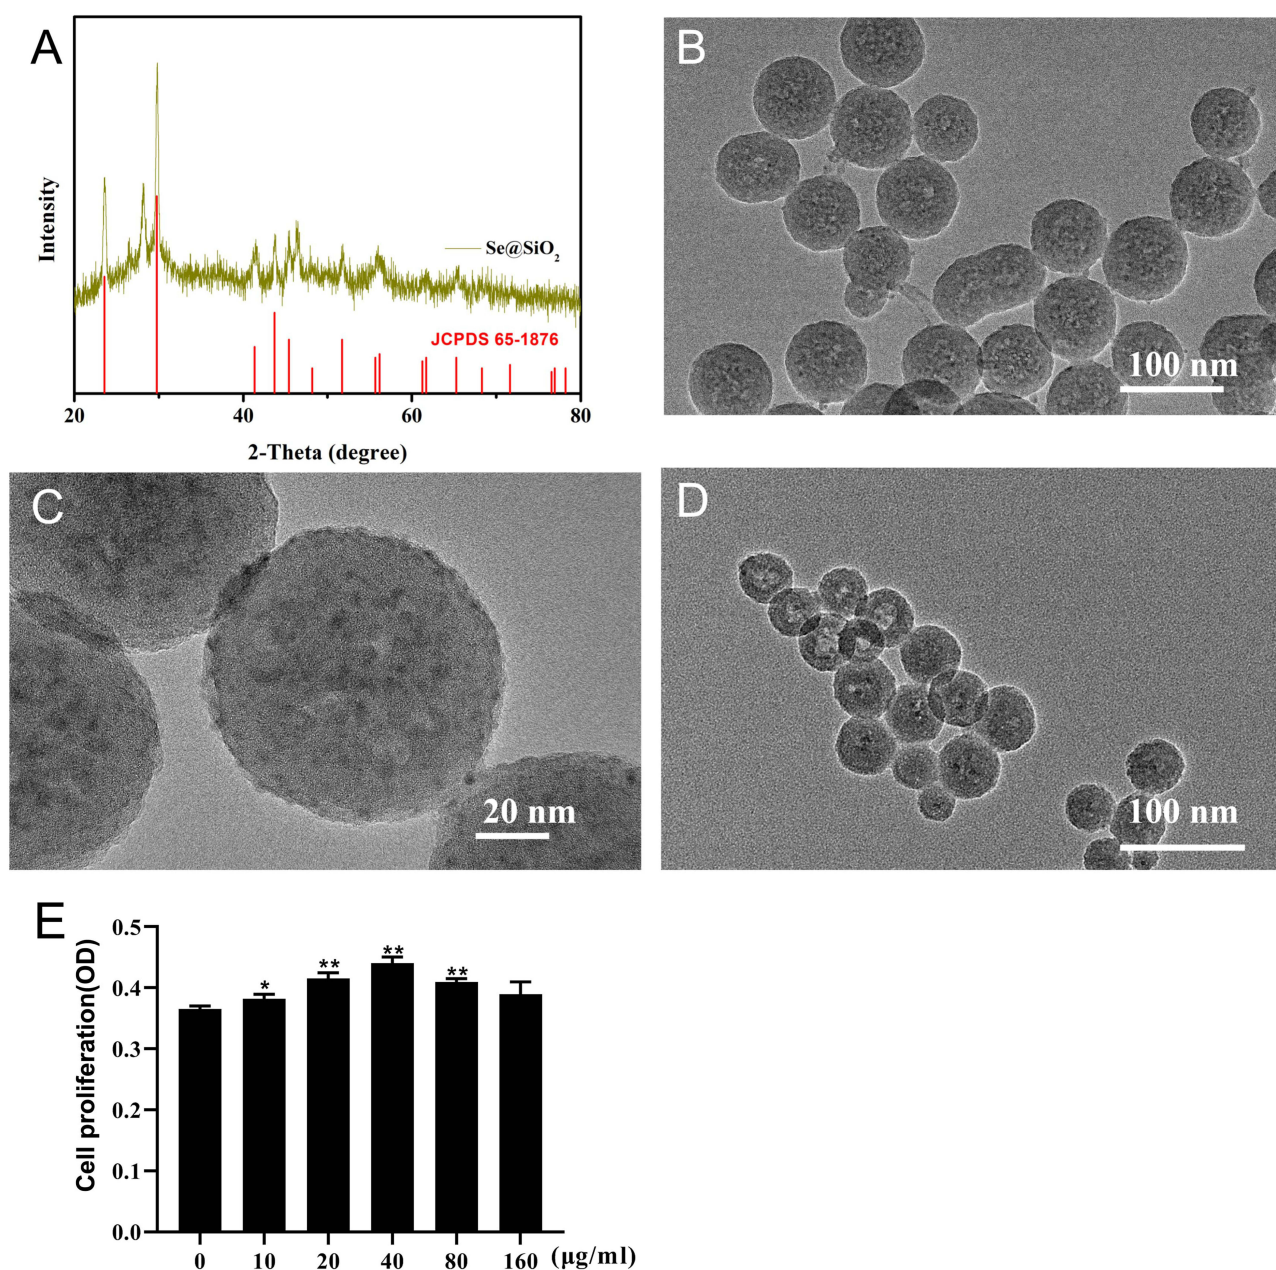 A
Intensity
Se@SiO₂
JCPDS 65-1876
20 40 60 80
2-Theta (degree)
B
100 nm
C
20 nm
D
100 nm
E
Cell proliferation(OD)
0.5
0.4
0.3
0.2
0.1
0.0
* ** ** **
0 10 20 40 80 160 (μg/ml)